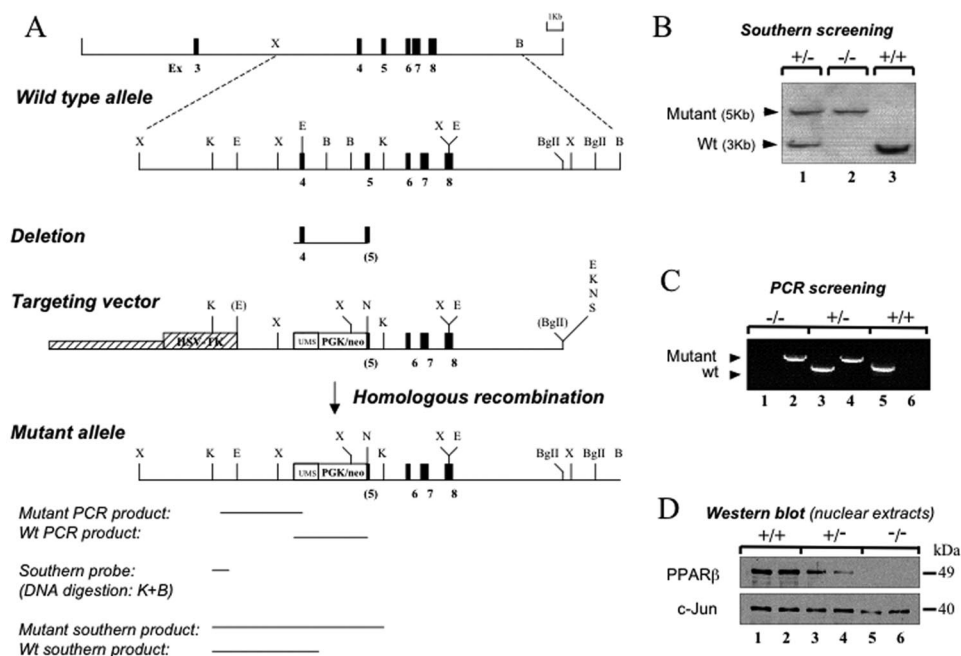 A
1Kb
X B
Ex 3 4 5 6 7 8
Wild type allele
X K E X E B B K X E BgII X BgII B
4 5 6 7 8
Deletion
4 (5)
Targeting vector
K (E) X X N K X E (BgII) E K N S
HSV-TK UMS PGK/neo
(5) 6 7 8
Homologous recombination
Mutant allele
X K E X X N K X E BgII X BgII B
UMS PGK/neo
(5) 6 7 8
Mutant PCR product:
Wt PCR product:
Southern probe:
(DNA digestion: K+B)
Mutant southern product:
Wt southern product:
B
Southern screening
+/- -/- +/+
Mutant (5Kb)
Wt (3Kb)
1 2 3
C
PCR screening
-/- +/- +/+
Mutant
wt
1 2 3 4 5 6
D
Western blot (nuclear extracts)
+/+ +/- -/-
kDa
PPARβ 49
c-Jun 40
1 2 3 4 5 6